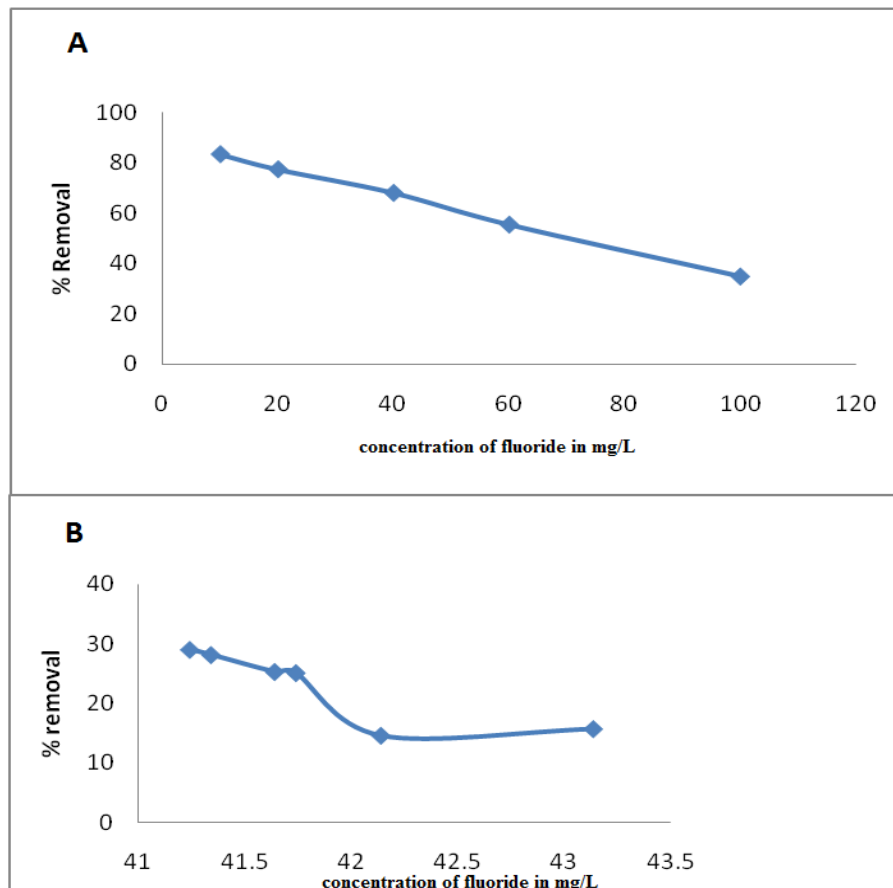 A
100
80
60
40
20
0
% Removal
0 20 40 60 80 100 120
concentration of fluoride in mg/L
B
40
30
20
10
0
% removal
41 41.5 42 42.5 43 43.5
concentration of fluoride in mg/L